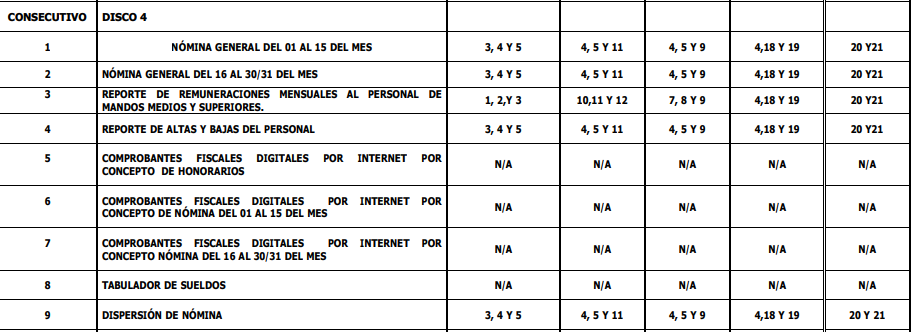 CONSECUTIVO DISCO 4
1 NÓMINA GENERAL DEL 01 AL 15 DEL MES 3, 4 Y 5 4, 5 Y 11 4, 5 Y 9 4,18 Y 19 20 Y21
2 NÓMINA GENERAL DEL 16 AL 30/31 DEL MES 3, 4 Y 5 4, 5 Y 11 4, 5 Y 9 4,18 Y 19 20 Y21
3 REPORTE DE REMUNERACIONES MENSUALES AL PERSONAL DE
MANDOS MEDIOS Y SUPERIORES. 1, 2,Y 3 10,11 Y 12 7, 8 Y 9 4,18 Y 19 20 Y21
4 REPORTE DE ALTAS Y BAJAS DEL PERSONAL 3, 4 Y 5 4, 5 Y 11 4, 5 Y 9 4,18 Y 19 20 Y21
5 COMPROBANTES FISCALES DIGITALES POR INTERNET POR
CONCEPTO DE HONORARIOS N/A N/A N/A N/A N/A
6 COMPROBANTES FISCALES DIGITALES POR INTERNET POR
CONCEPTO DE NÓMINA DEL 01 AL 15 DEL MES N/A N/A N/A N/A N/A
7 COMPROBANTES FISCALES DIGITALES POR INTERNET POR
CONCEPTO NÓMINA DEL 16 AL 30/31 DEL MES N/A N/A N/A N/A N/A
8 TABULADOR DE SUELDOS N/A N/A N/A N/A N/A
9 DISPERSIÓN DE NÓMINA 3, 4 Y 5 4, 5 Y 11 4, 5 Y 9 4,18 Y 19 20 Y 21